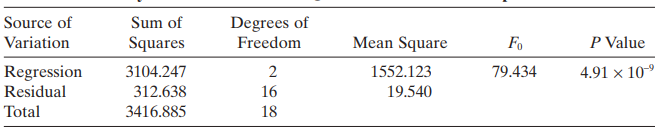 Source of Sum of Degrees of
Variation Squares Freedom Mean Square F₀ P Value
Regression 3104.247 2 1552.123 79.434 4.91 × 10⁻⁹
Residual 312.638 16 19.540
Total 3416.885 18